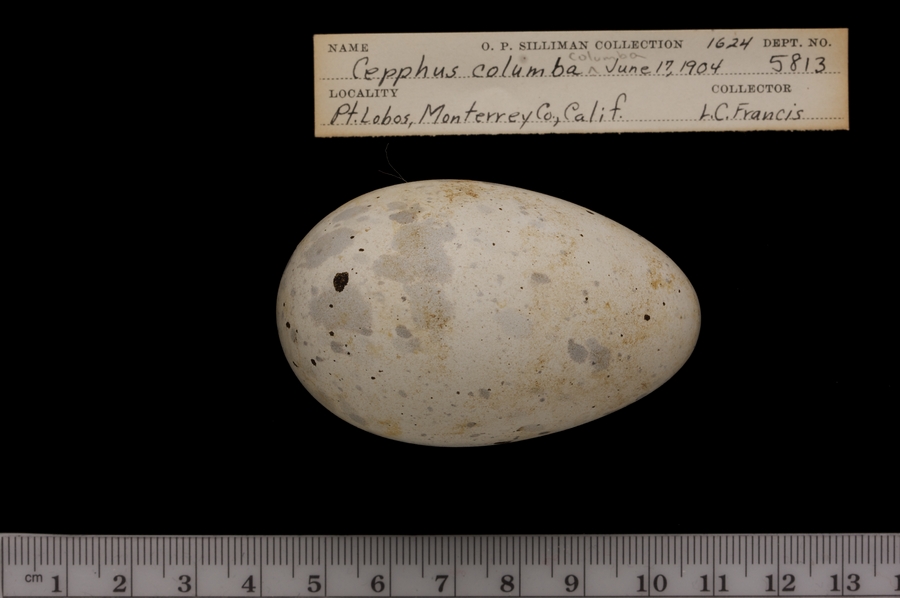 NAME O. P. SILLIMAN COLLECTION 1624 DEPT. NO.
columba
Cepphus columba ^ June 17, 1904 5813
LOCALITY COLLECTOR
Pt. Lobos, Monterrey Co., Calif. L.C. Francis
cm 1 2 3 4 5 6 7 8 9 10 11 12 13